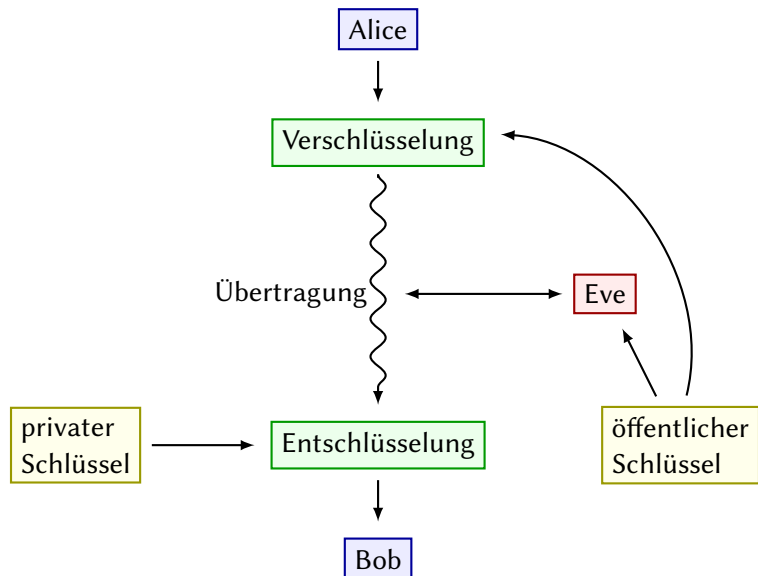 Alice
Verschlüsselung
Übertragung
Eve
privater
Schlüssel
Entschlüsselung
öffentlicher
Schlüssel
Bob